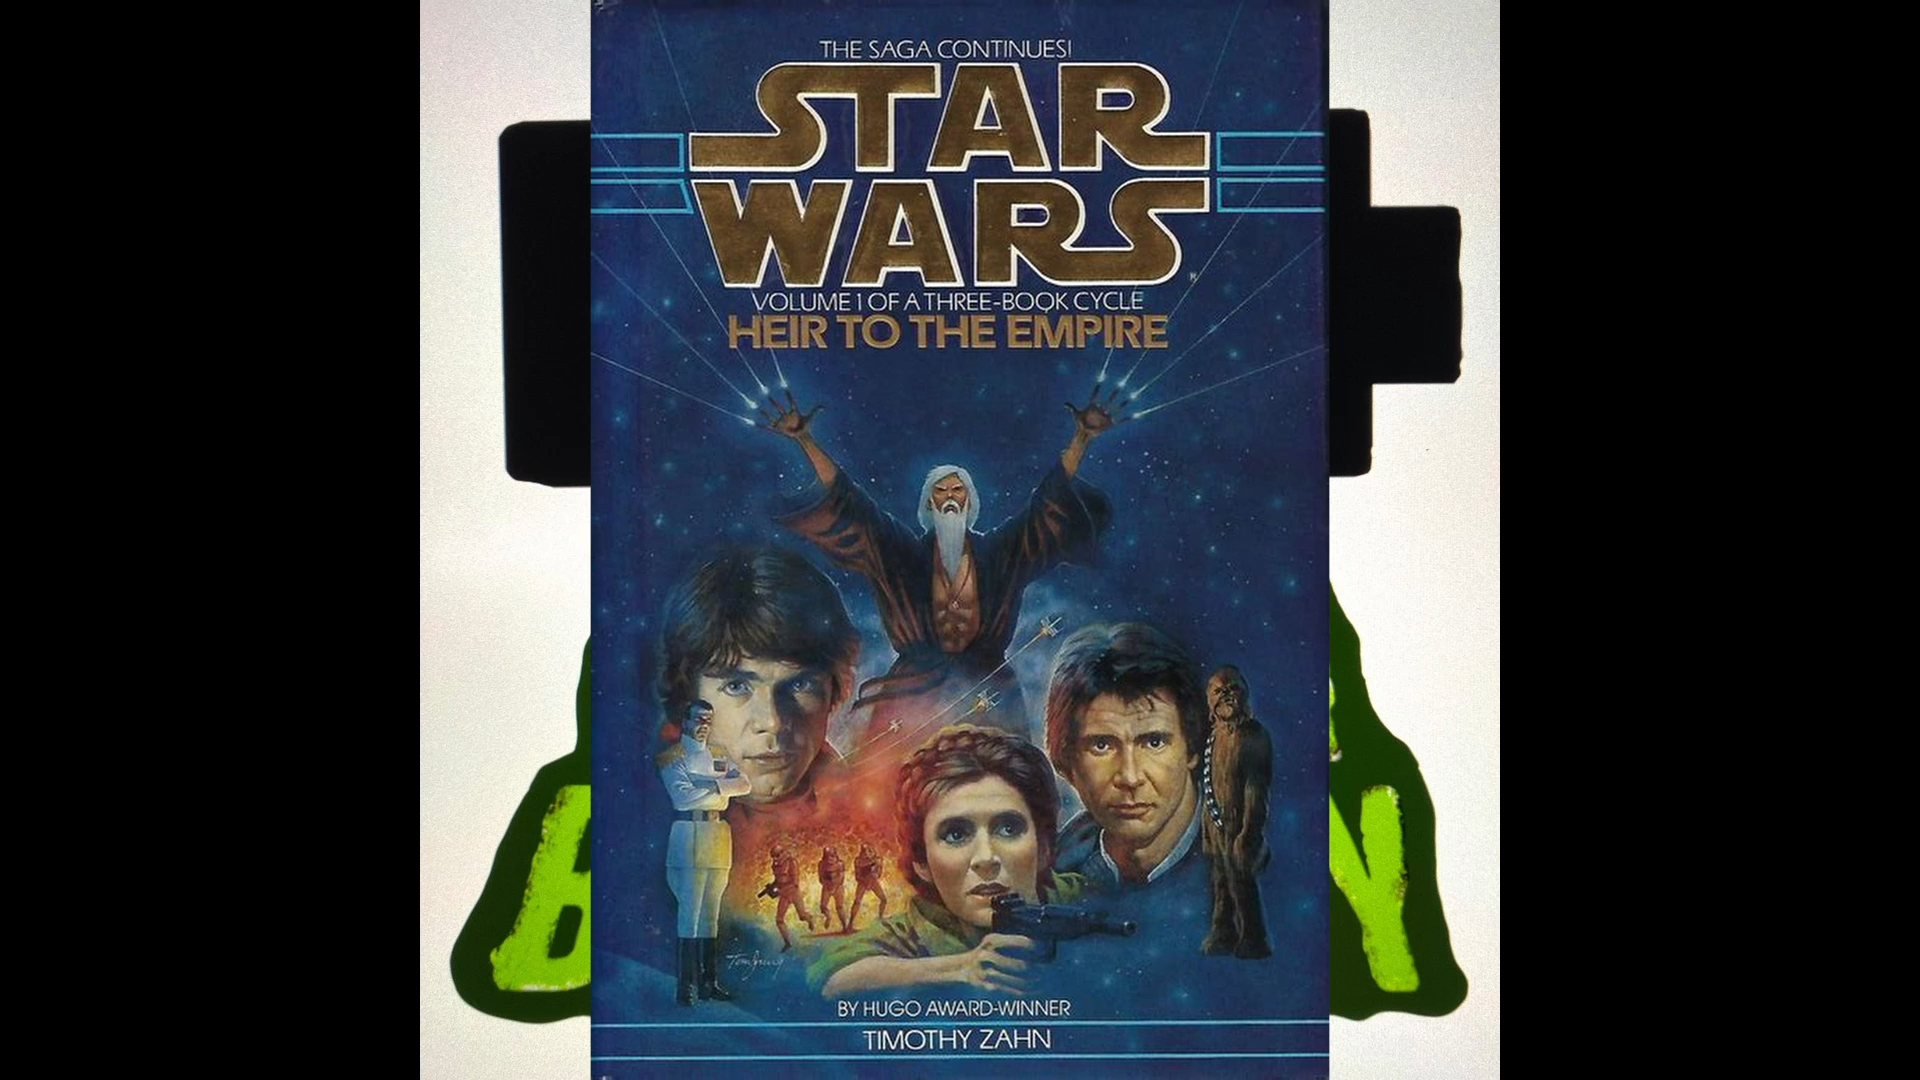 THE SAGA CONTINUES!
STAR
WARS
VOLUME 1 OF A THREE-BOOK CYCLE
HEIR TO THE EMPIRE
BY HUGO AWARD-WINNER
TIMOTHY ZAHN